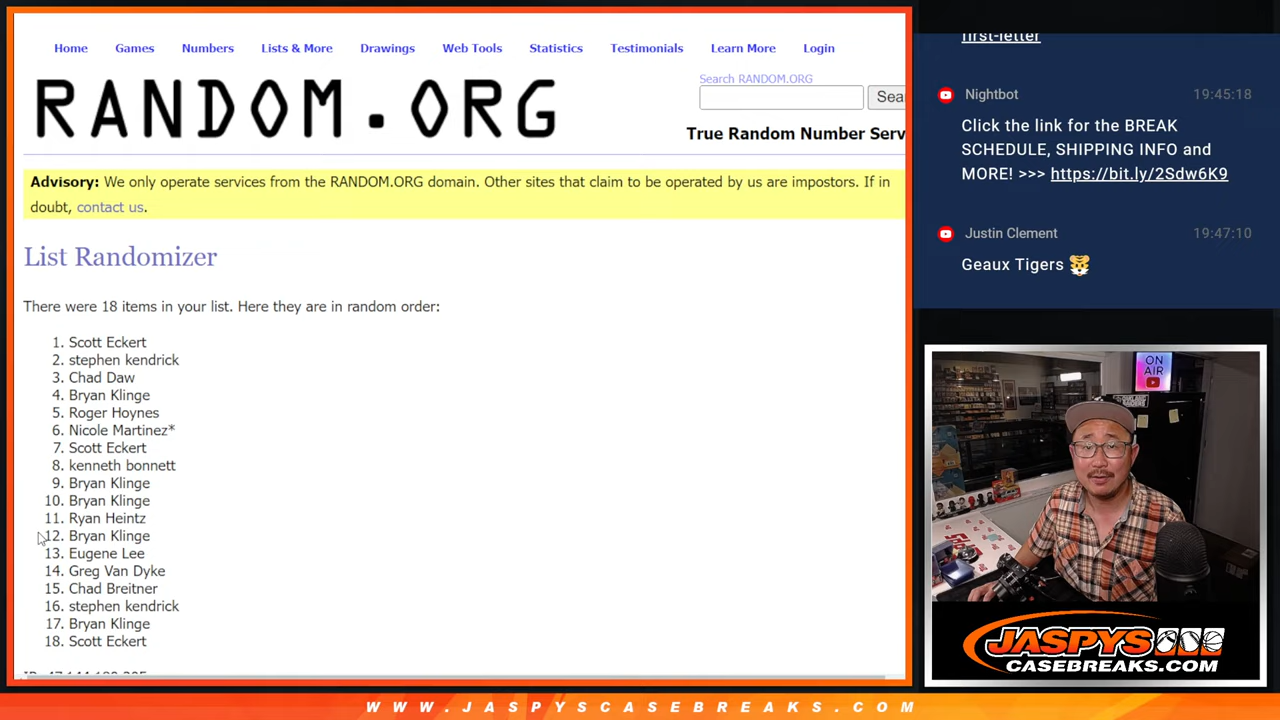 Home Games Numbers Lists & More Drawings Web Tools Statistics Testimonials Learn More Login
RANDOM.ORG
Search RANDOM.ORG
Sea
True Random Number Serv
Advisory: We only operate services from the RANDOM.ORG domain. Other sites that claim to be operated by us are impostors. If in
doubt, contact us.
List Randomizer
There were 18 items in your list. Here they are in random order:
1. Scott Eckert
2. stephen kendrick
3. Chad Daw
4. Bryan Klinge
5. Roger Hoynes
6. Nicole Martinez*
7. Scott Eckert
8. kenneth bonnett
9. Bryan Klinge
10. Bryan Klinge
11. Ryan Heintz
12. Bryan Klinge
13. Eugene Lee
14. Greg Van Dyke
15. Chad Breitner
16. stephen kendrick
17. Bryan Klinge
18. Scott Eckert
first-letter
Nightbot 19:45:18
Click the link for the BREAK
SCHEDULE, SHIPPING INFO and
MORE! >>> https://bit.ly/2Sdw6K9
Justin Clement 19:47:10
Geaux Tigers 🐯
ON
AIR
JASPYS
CASEBREAKS.COM
WWW.JASPYSCASEBREAKS.COM